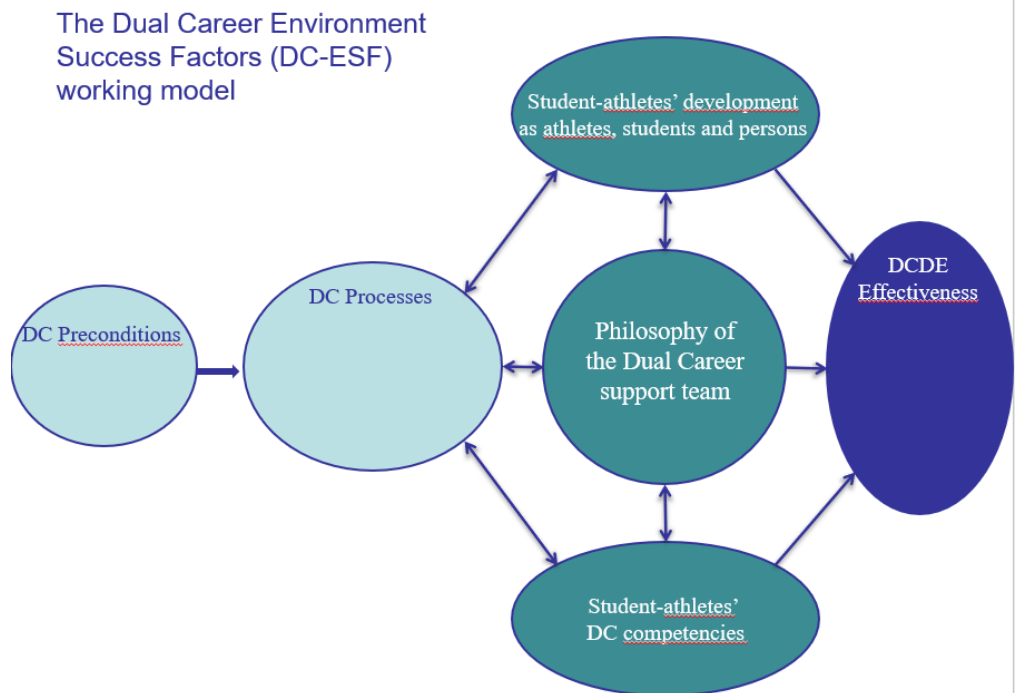 The Dual Career Environment
Success Factors (DC-ESF)
working model
Student-athletes’ development
as athletes, students and persons
DC Preconditions
DC Processes
Philosophy of
the Dual Career
support team
DCDE
Effectiveness
Student-athletes’
DC competencies